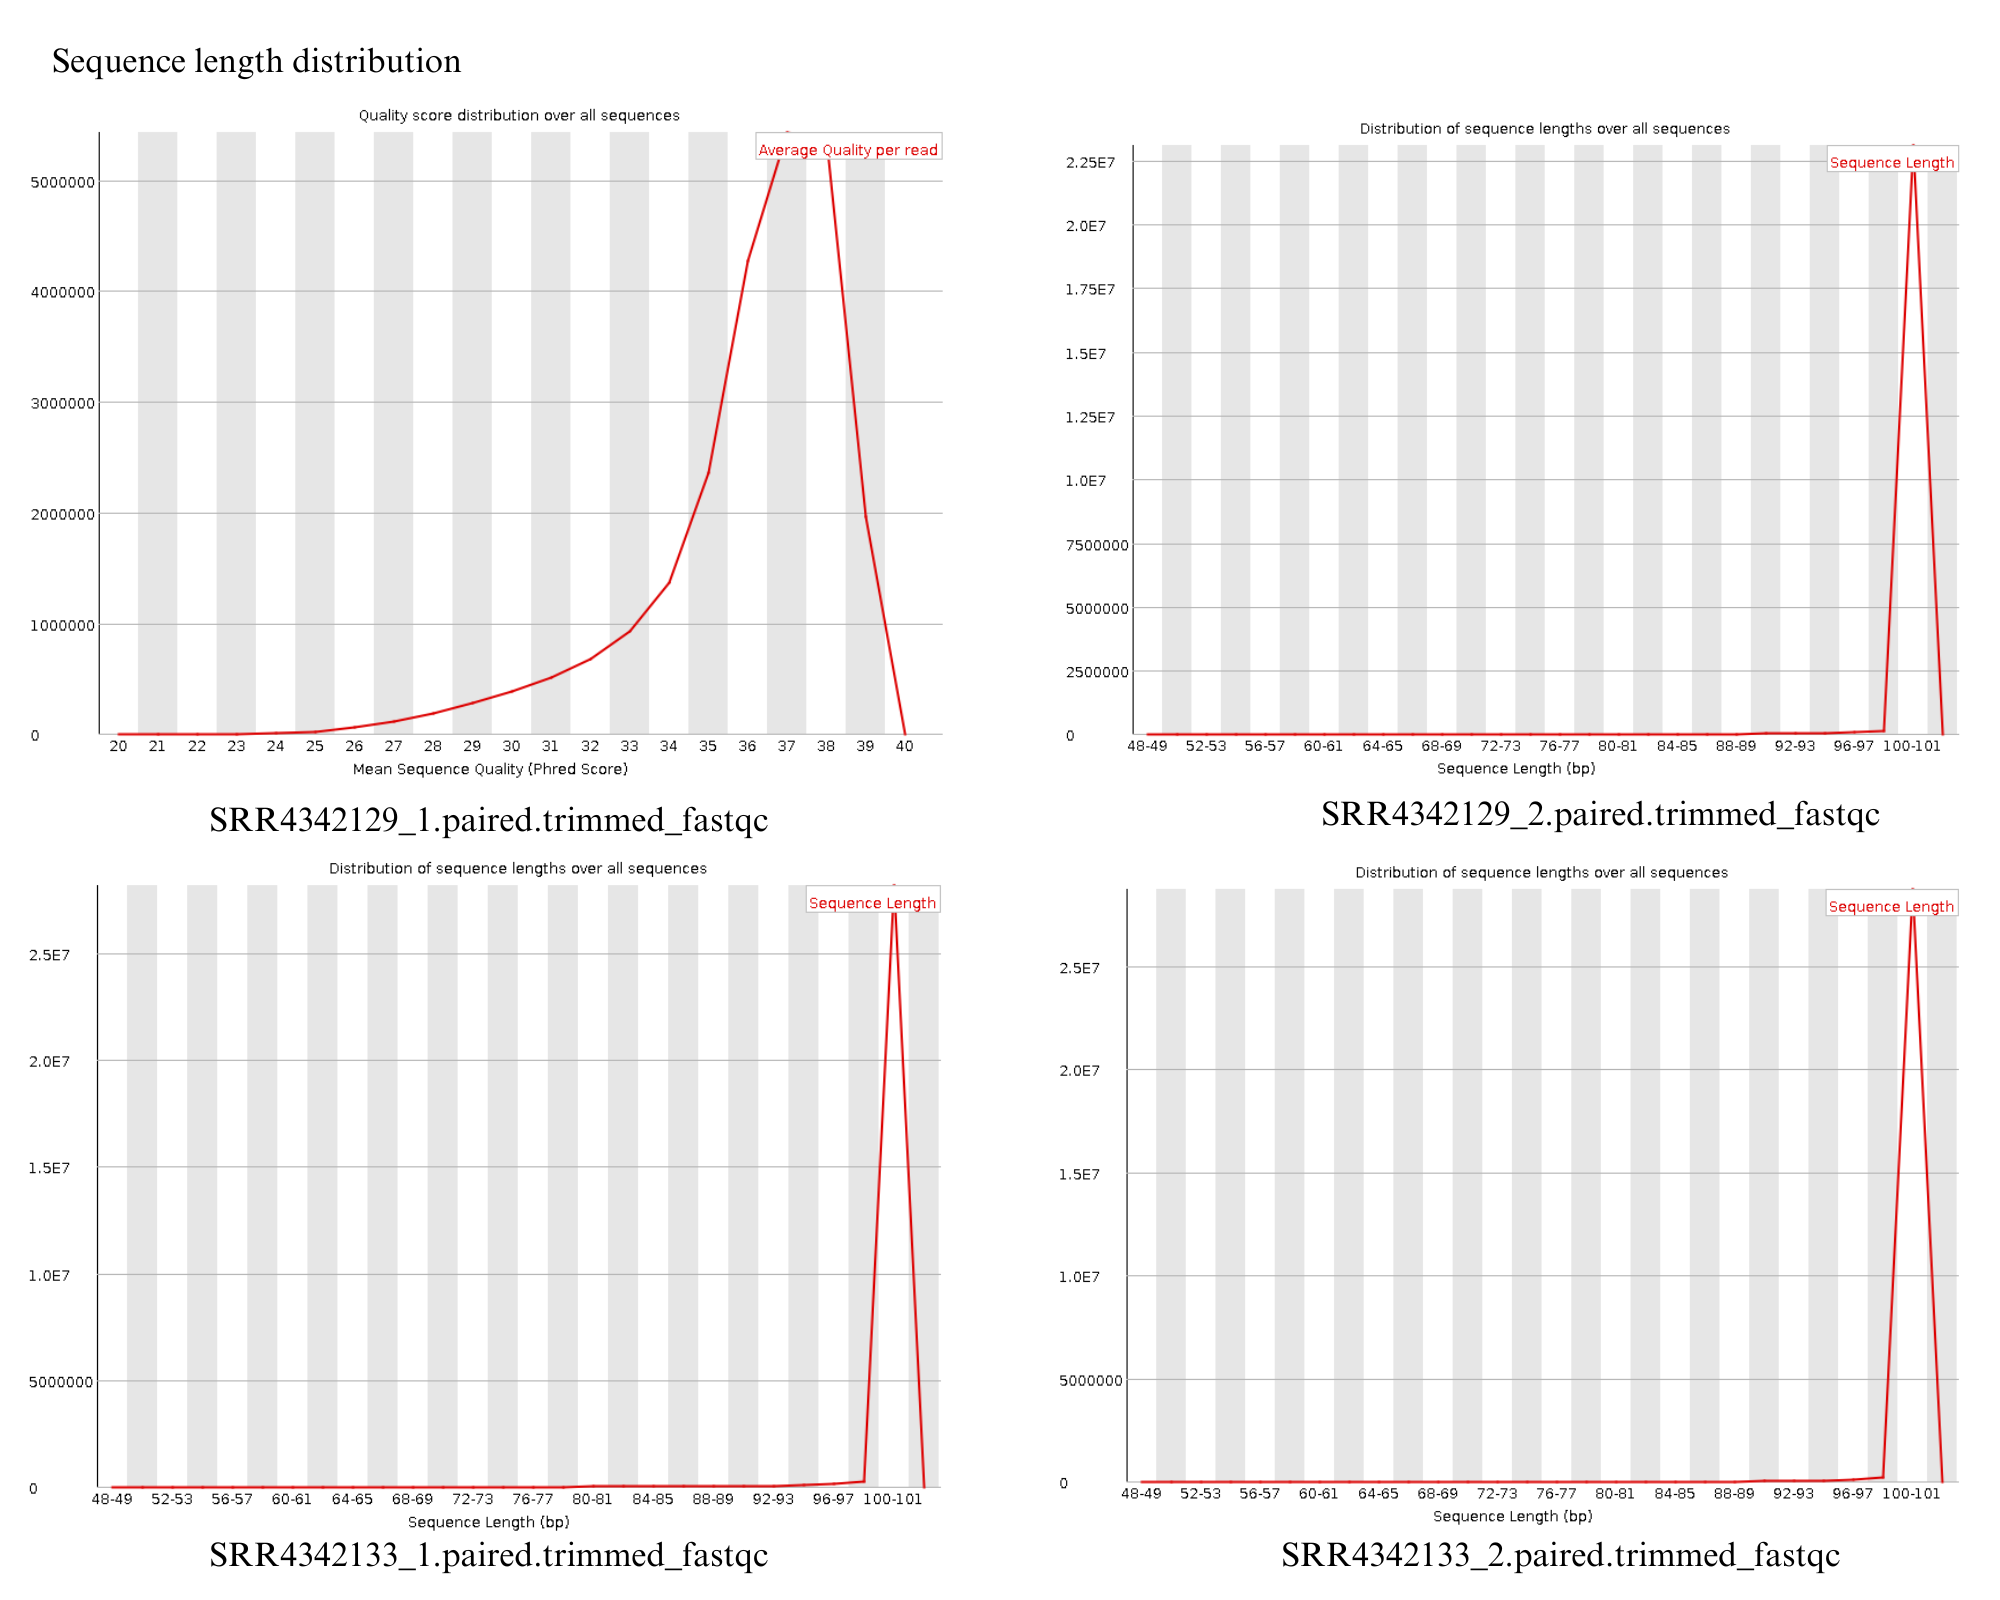 Sequence length distribution
Quality score distribution over all sequences
Average Quality per read
5000000
4000000
3000000
2000000
1000000
0
20 21 22 23 24 25 26 27 28 29 30 31 32 33 34 35 36 37 38 39 40
Mean Sequence Quality (Phred Score)
SRR4342129_1.paired.trimmed_fastqc
Distribution of sequence lengths over all sequences
Sequence Length
2.25E7
2.0E7
1.75E7
1.5E7
1.25E7
1.0E7
7500000
5000000
2500000
0
48-49 52-53 56-57 60-61 64-65 68-69 72-73 76-77 80-81 84-85 88-89 92-93 96-97 100-101
Sequence Length (bp)
SRR4342129_2.paired.trimmed_fastqc
Distribution of sequence lengths over all sequences
Sequence Length
2.5E7
2.0E7
1.5E7
1.0E7
5000000
0
48-49 52-53 56-57 60-61 64-65 68-69 72-73 76-77 80-81 84-85 88-89 92-93 96-97 100-101
Sequence Length (bp)
SRR4342133_1.paired.trimmed_fastqc
Distribution of sequence lengths over all sequences
Sequence Length
2.5E7
2.0E7
1.5E7
1.0E7
5000000
0
48-49 52-53 56-57 60-61 64-65 68-69 72-73 76-77 80-81 84-85 88-89 92-93 96-97 100-101
Sequence Length (bp)
SRR4342133_2.paired.trimmed_fastqc